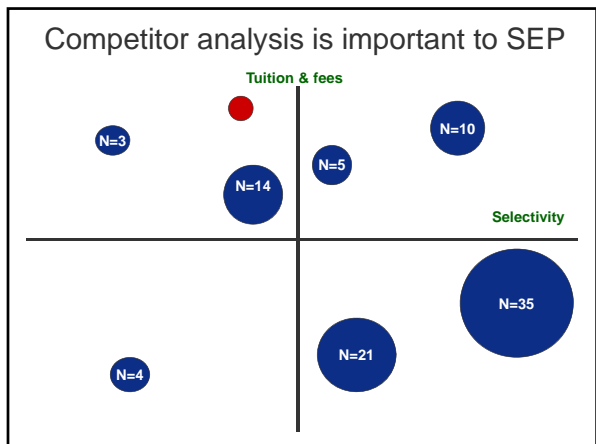 Competitor analysis is important to SEP
Tuition & fees
N=3
N=10
N=5
N=14
Selectivity
N=35
N=21
N=4